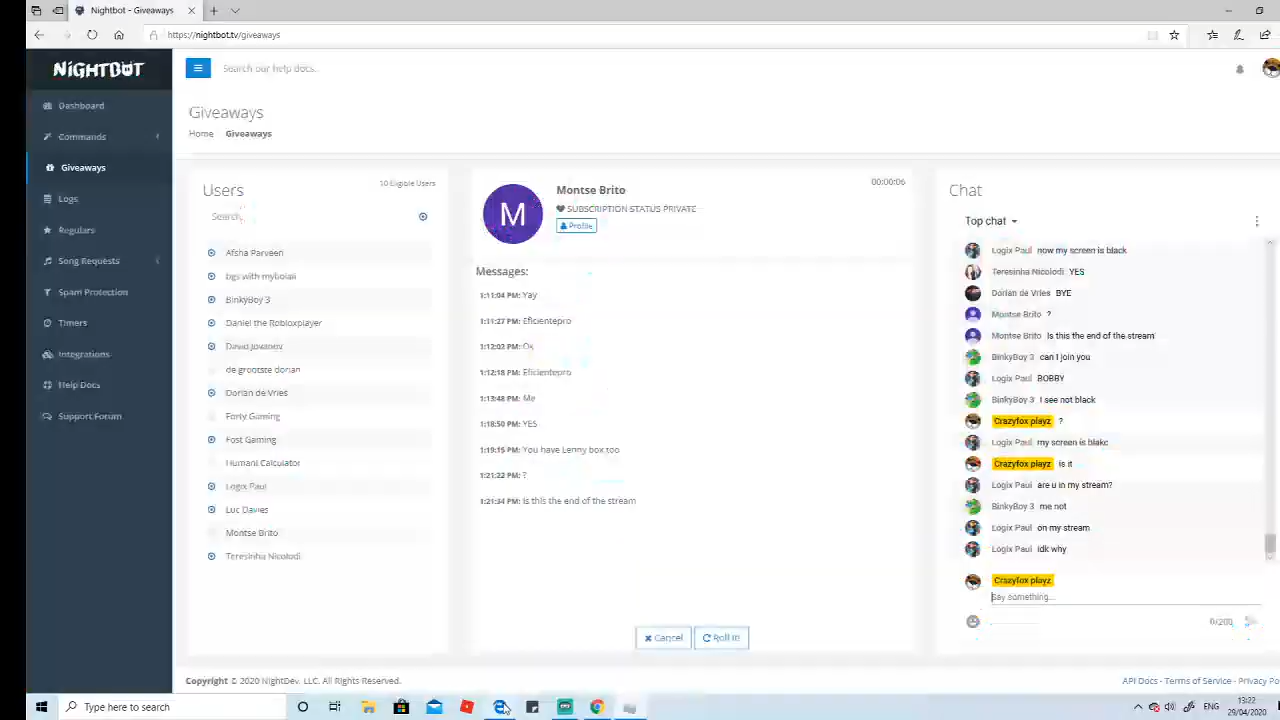 Nightbot - Giveaways
https://nightbot.tv/giveaways
NIGHTBOT
Search our help docs.
Dashboard
Commands
Giveaways
Logs
Regulars
Song Requests
Spam Protection
Timers
Integrations
Help Docs
Support Forum
Giveaways
Home Giveaways
Users
10 Eligible Users
Search
Afsha Parveen
BinkyBoy 3
Daniel the Robloxplayer
David Jovanov
de grootste dorian
Dorian de Vries
Forty Gaming
Fost Gaming
Humani Calculator
Logix Paul
Luc Davies
Montse Brito
Teresinha Nicolodi
M
Montse Brito
SUBSCRIPTION STATUS PRIVATE
Profile
00:00:06
Messages:
1:11:04 PM: Yay
1:11:27 PM: Eficientepro
1:12:02 PM: Ok
1:12:18 PM: Eficientepro
1:13:48 PM: Me
1:18:50 PM: YES
1:19:15 PM: You have Lenny box too
1:21:22 PM: ?
1:21:34 PM: Is this the end of the stream
Cancel
Roll It!
Chat
Top chat
Logix Paul now my screen is black
Teresinha Nicolodi YES
Dorian de Vries BYE
Montse Brito ?
Montse Brito Is this the end of the stream
BinkyBoy 3 can I join you
Logix Paul BOBBY
BinkyBoy 3 I see not black
Crazyfox playz ?
Logix Paul my screen is blakc
Crazyfox playz is it
Logix Paul are u in my stream?
BinkyBoy 3 me not
Logix Paul on my stream
Logix Paul idk why
Crazyfox playz
Say something...
0/200
Copyright © 2020 NightDev, LLC. All Rights Reserved.
API Docs - Terms of Service - Privacy Po
Type here to search
ENG
13:22
28/04/2020